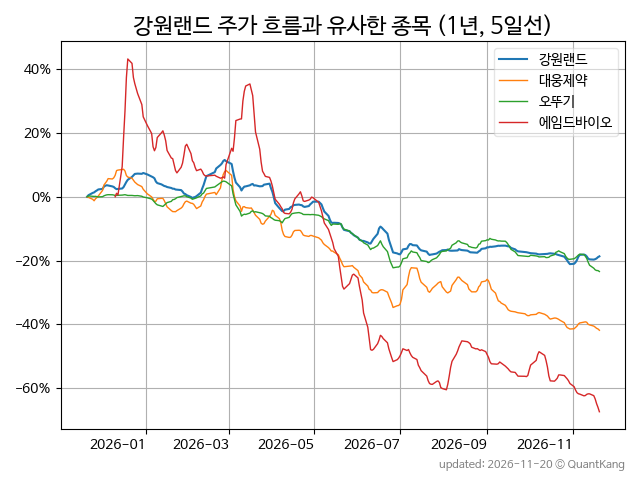 강원랜드 주가 흐름과 유사한 종목 (1년, 5일선)
강원랜드
대웅제약
오뚜기
에임드바이오
40%
20%
0%
−20%
−40%
−60%
2026-01
2026-03
2026-05
2026-07
2026-09
2026-11
updated: 2026-11-20 © QuantKang